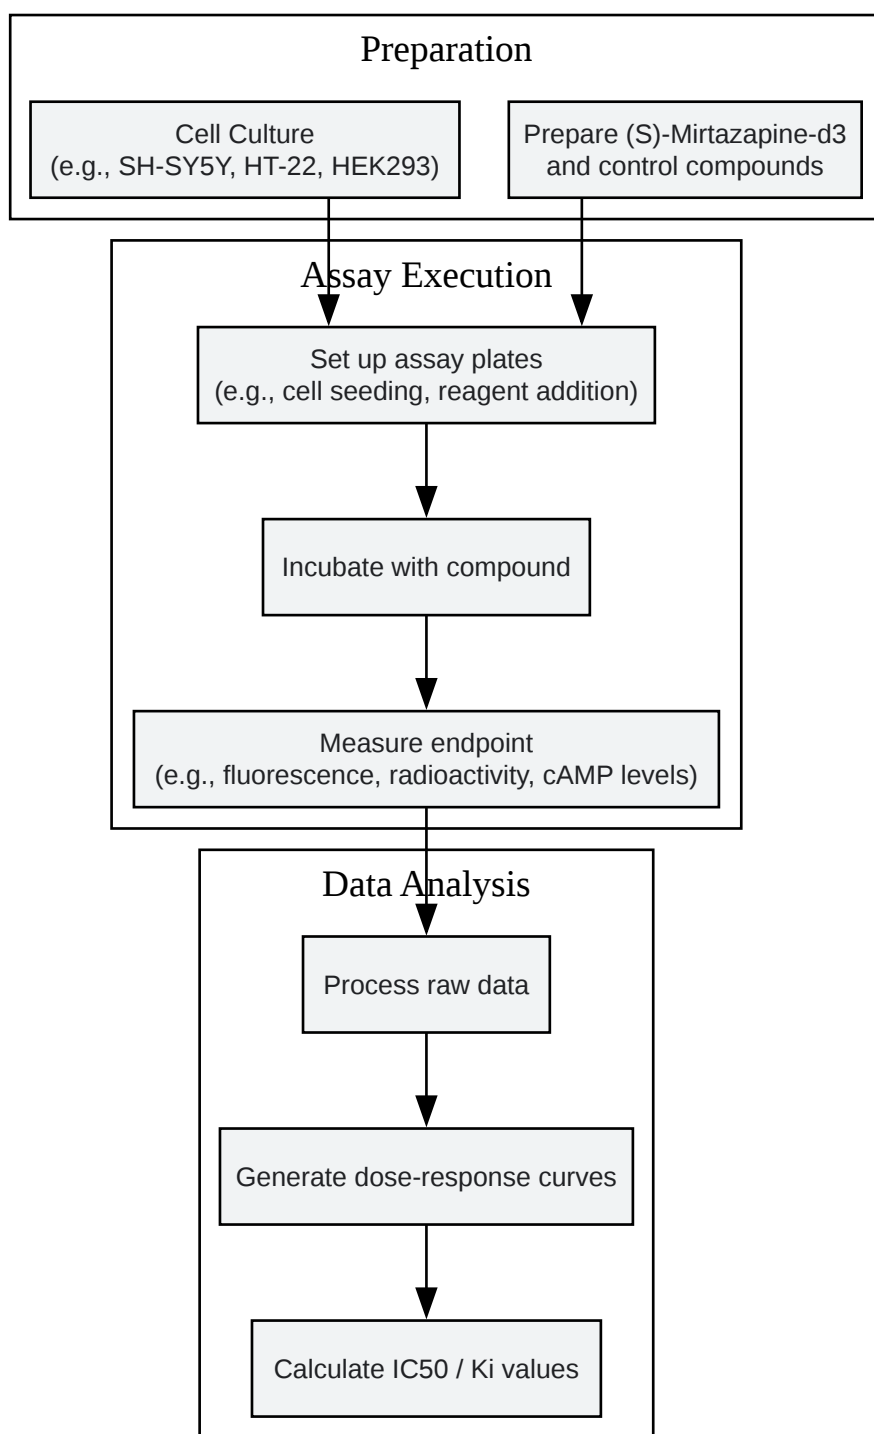 Preparation
Cell Culture
(e.g., SH-SY5Y, HT-22, HEK293)
Prepare (S)-Mirtazapine-d3
and control compounds
Assay Execution
Set up assay plates
(e.g., cell seeding, reagent addition)
Incubate with compound
Measure endpoint
(e.g., fluorescence, radioactivity, cAMP levels)
Data Analysis
Process raw data
Generate dose-response curves
Calculate IC50 / Ki values